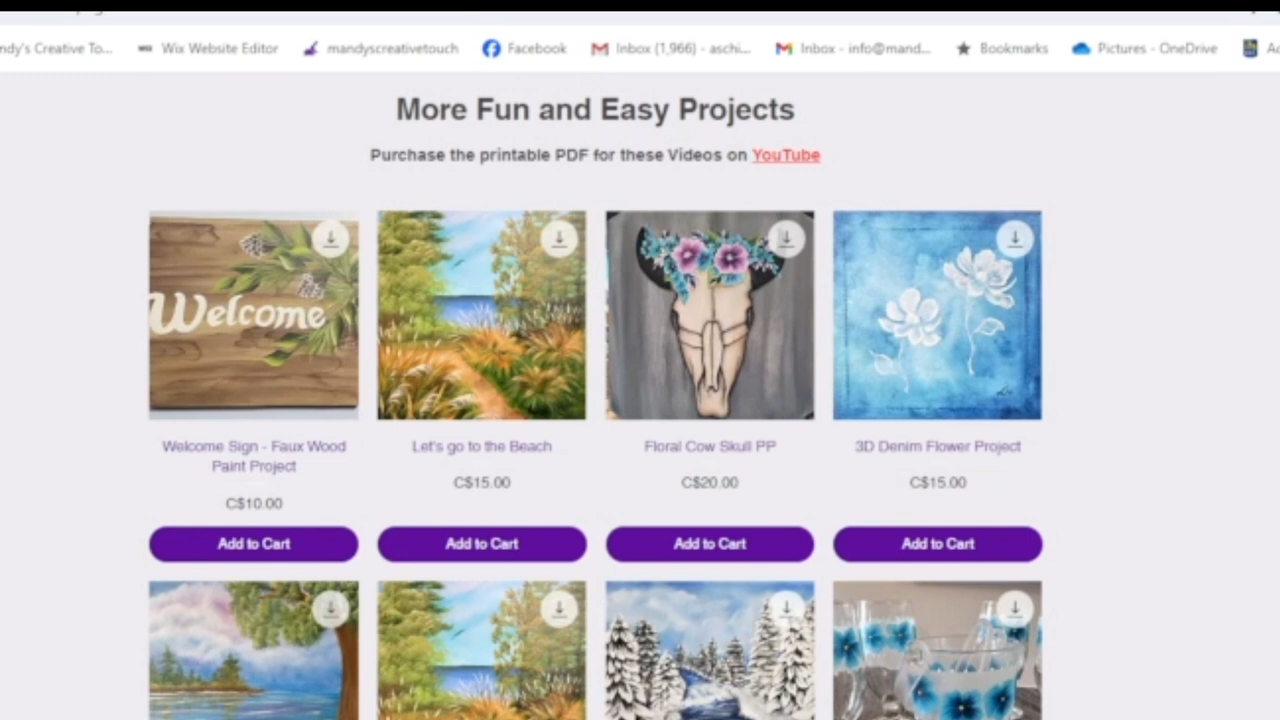 ndy's Creative To... Wix Website Editor mandyscreativetouch Facebook Inbox (1,966) - aschi... Inbox - info@mand... Bookmarks Pictures - OneDrive
More Fun and Easy Projects
Purchase the printable PDF for these Videos on YouTube
Welcome
Welcome Sign - Faux Wood
Paint Project
C$10.00
Let's go to the Beach
C$15.00
Floral Cow Skull PP
C$20.00
3D Denim Flower Project
C$15.00
Add to Cart Add to Cart Add to Cart Add to Cart